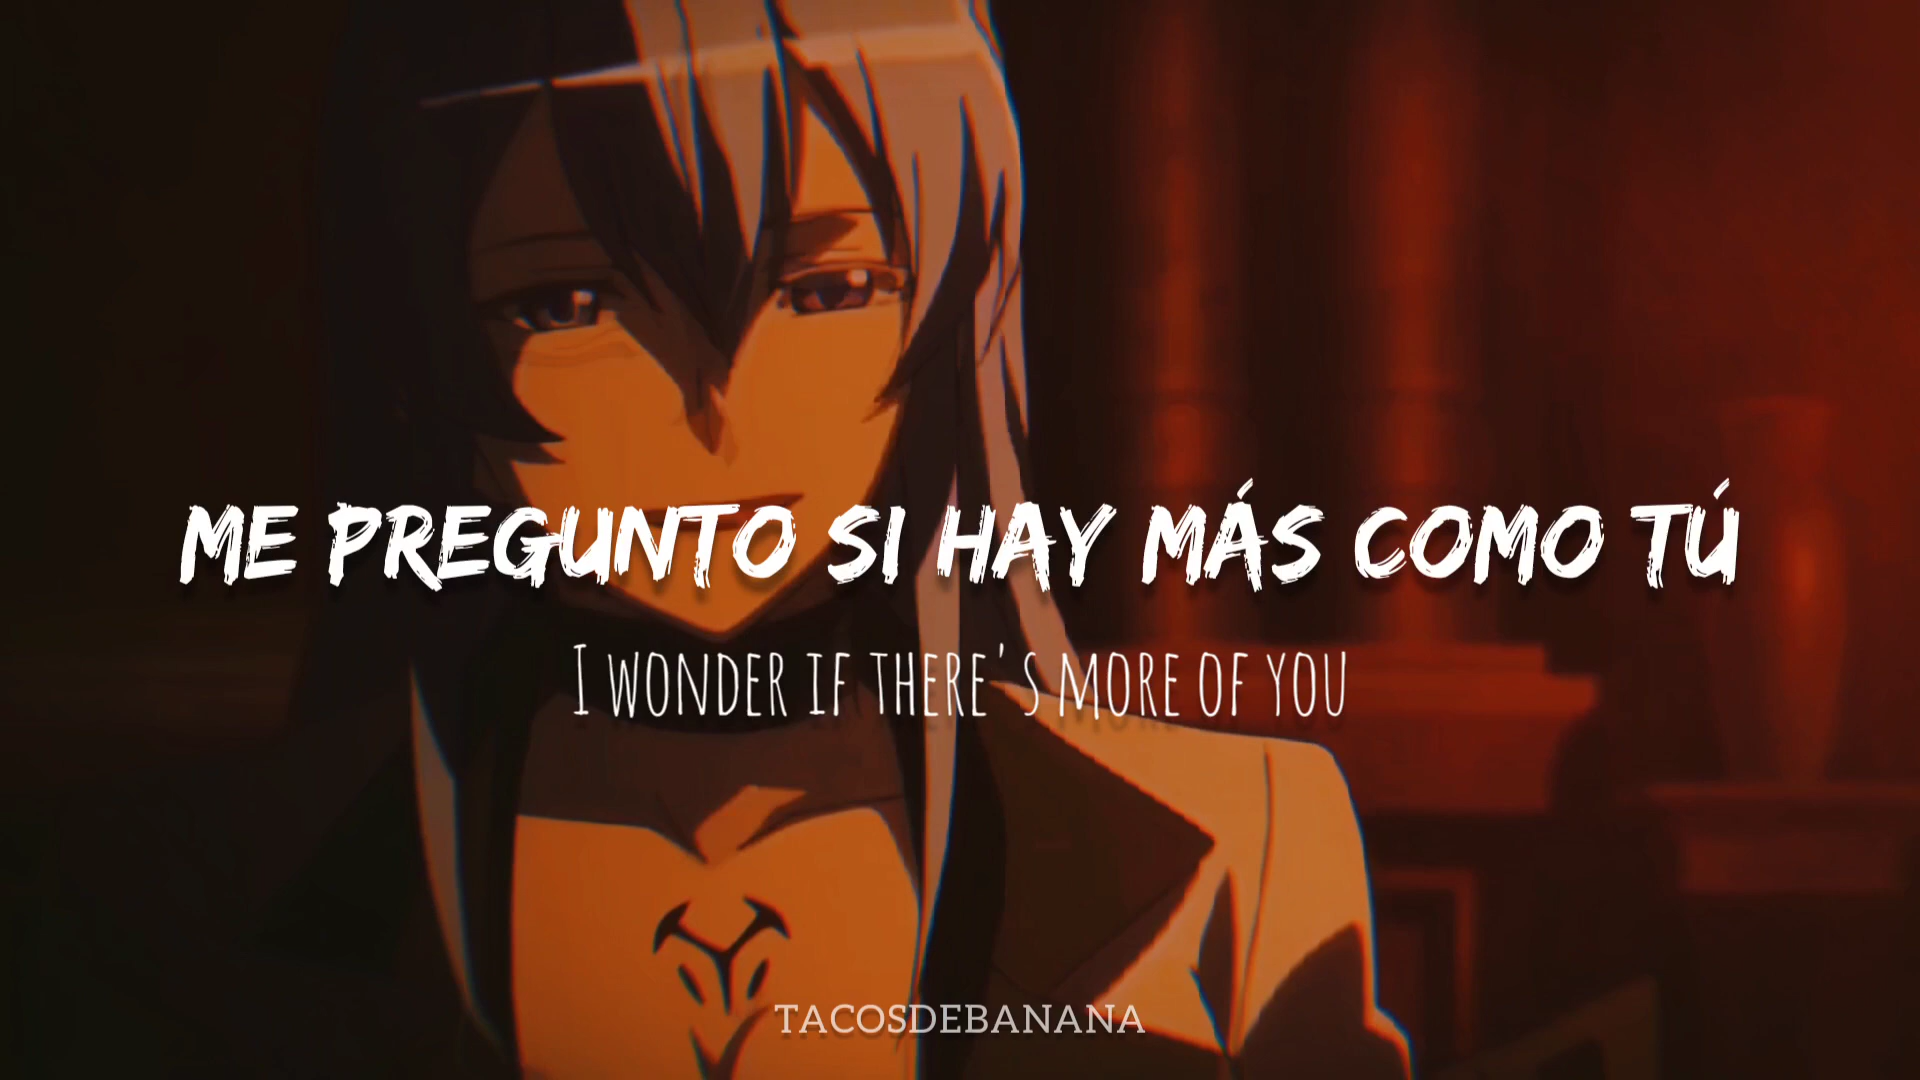 ME PREGUNTO SI HAY MÁS COMO TÚ
I WONDER IF THERE'S MORE OF YOU
TACOSDEBANANA